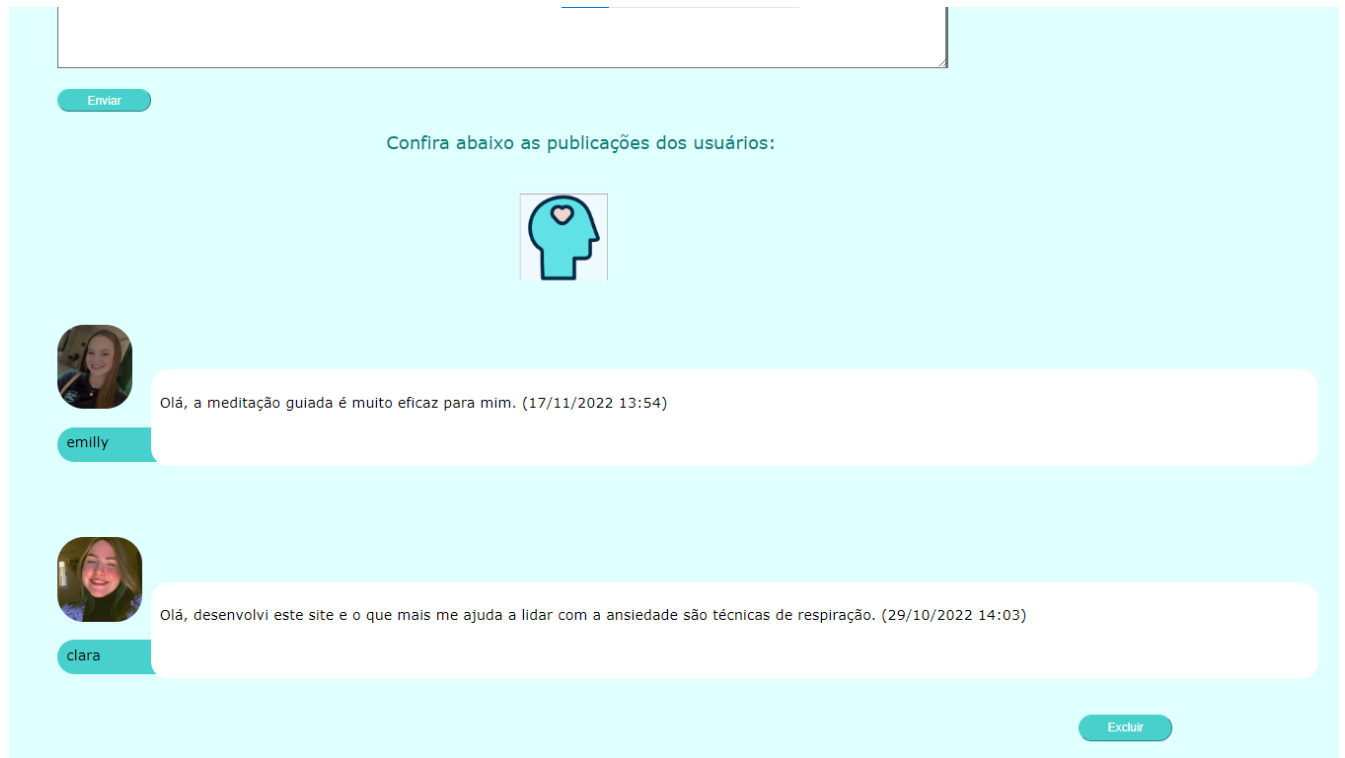 Enviar
Confira abaixo as publicações dos usuários:
Olá, a meditação guiada é muito eficaz para mim. (17/11/2022 13:54)
emilly
Olá, desenvolvi este site e o que mais me ajuda a lidar com a ansiedade são técnicas de respiração. (29/10/2022 14:03)
clara
Excluir